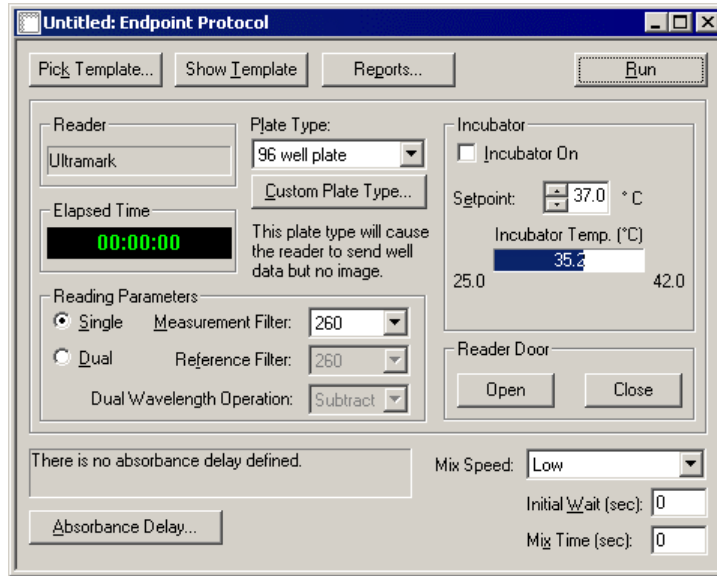 Untitled: Endpoint Protocol
Pick Template...
Show Template
Reports...
Run
Reader
Ultramark
Plate Type:
96 well plate
Custom Plate Type...
This plate type will cause
the reader to send well
data but no image.
Elapsed Time
00:00:00
Incubator
Incubator On
Setpoint: 37.0 ° C
Incubator Temp. (°C)
35.2
25.0 42.0
Reading Parameters
Single Measurement Filter: 260
Dual Reference Filter: 260
Dual Wavelength Operation: Subtract
Reader Door
Open
Close
There is no absorbance delay defined.
Absorbance Delay...
Mix Speed: Low
Initial Wait (sec): 0
Mix Time (sec): 0